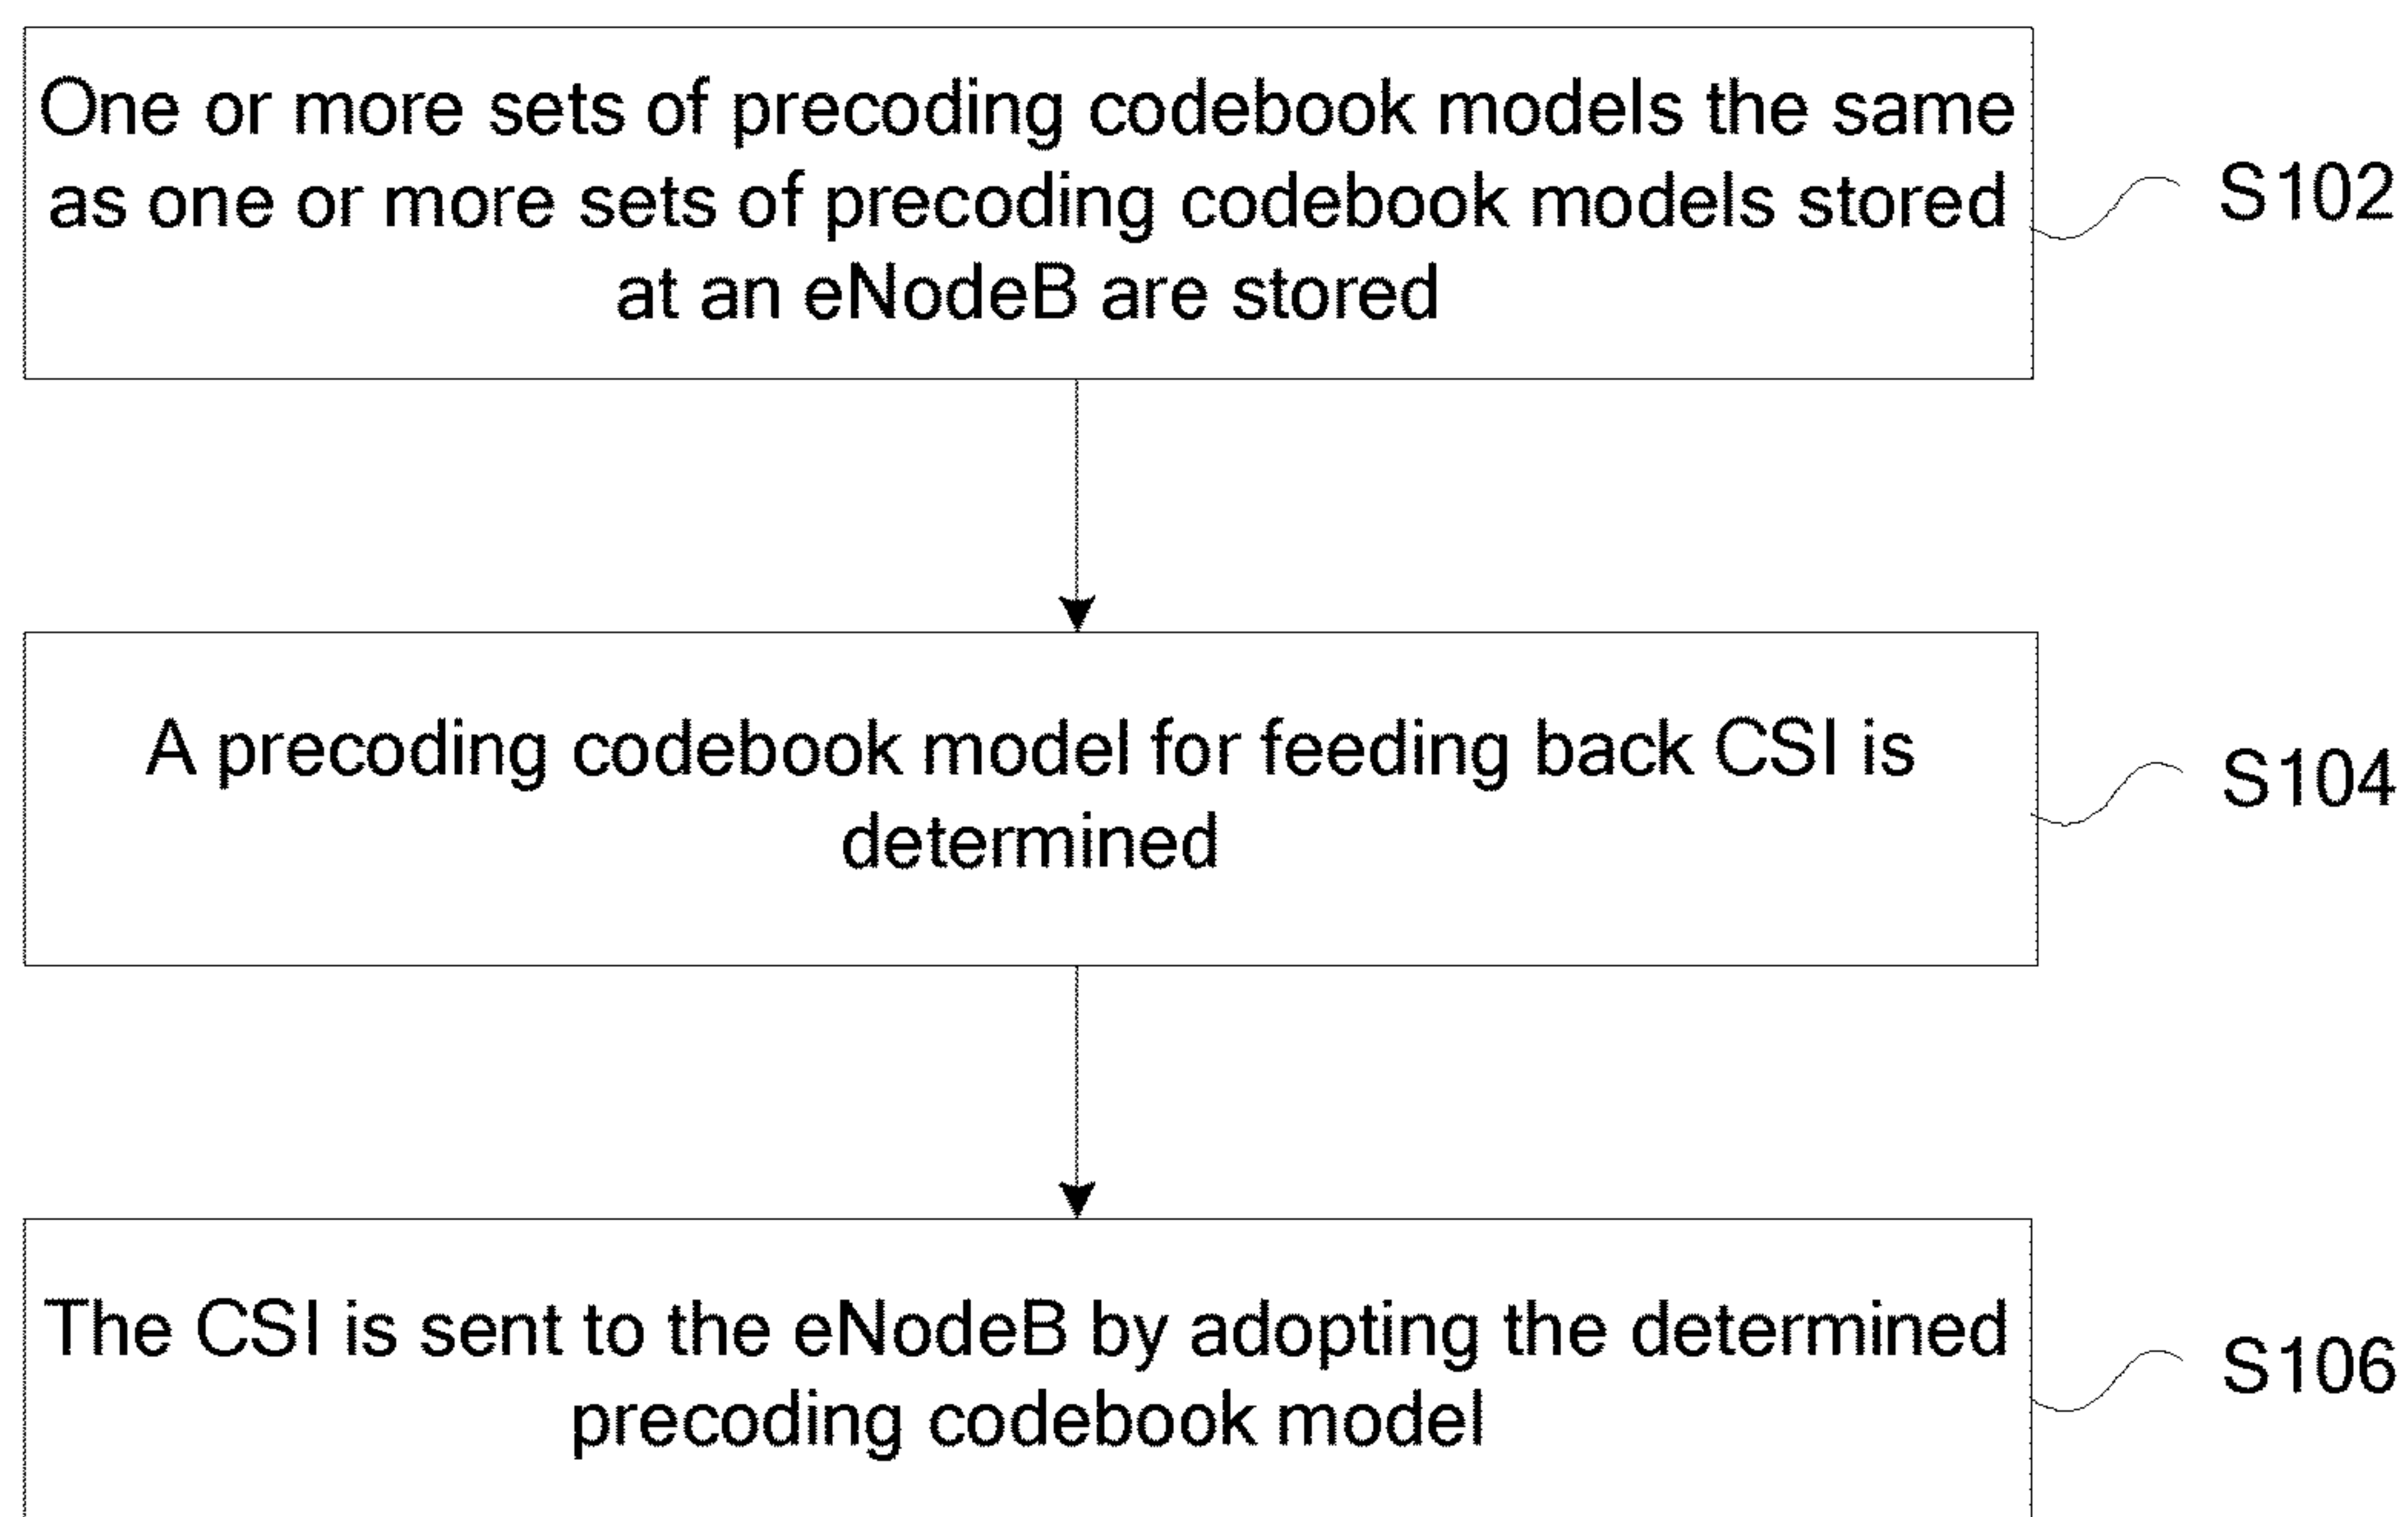 One or more sets of precoding codebook models the same
as one or more sets of precoding codebook models stored
at an eNodeB are stored
S102
A precoding codebook model for feeding back CSI is
determined
S104
The CSI is sent to the eNodeB by adopting the determined
precoding codebook model
S106